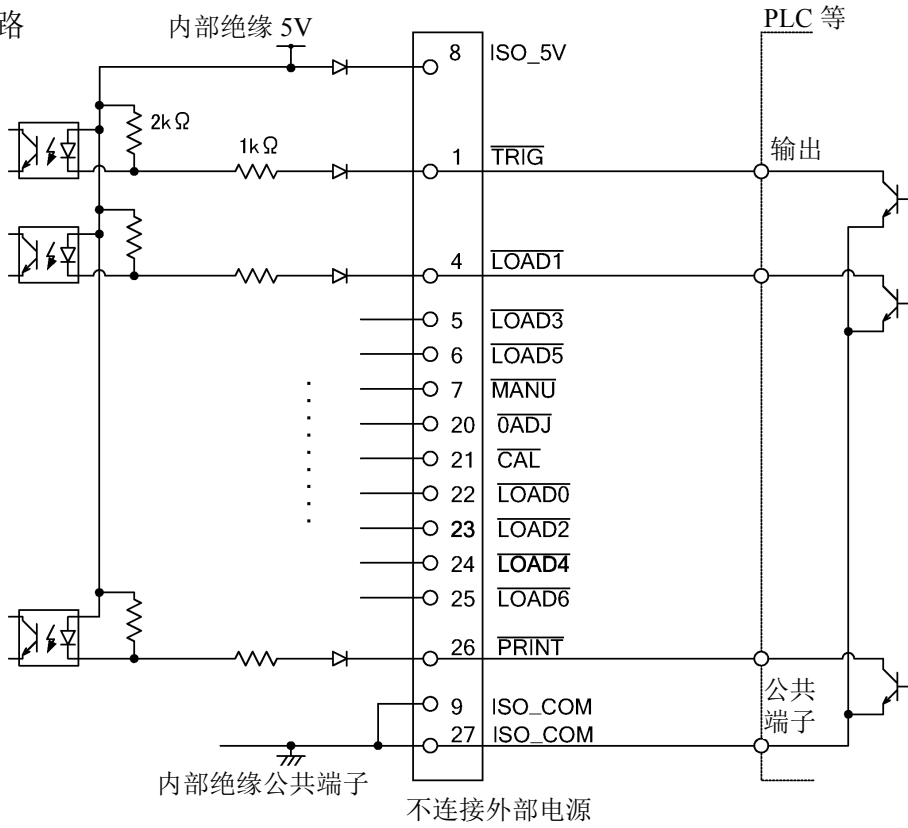 路
内部绝缘 5V
PLC 等
8 ISO_5V
2kΩ
1kΩ
1 TRIG
输出
4 LOAD1
5 LOAD3
6 LOAD5
7 MANU
20 0ADJ
21 CAL
22 LOAD0
23 LOAD2
24 LOAD4
25 LOAD6
26 PRINT
公共
端子
9 ISO_COM
27 ISO_COM
内部绝缘公共端子
不连接外部电源